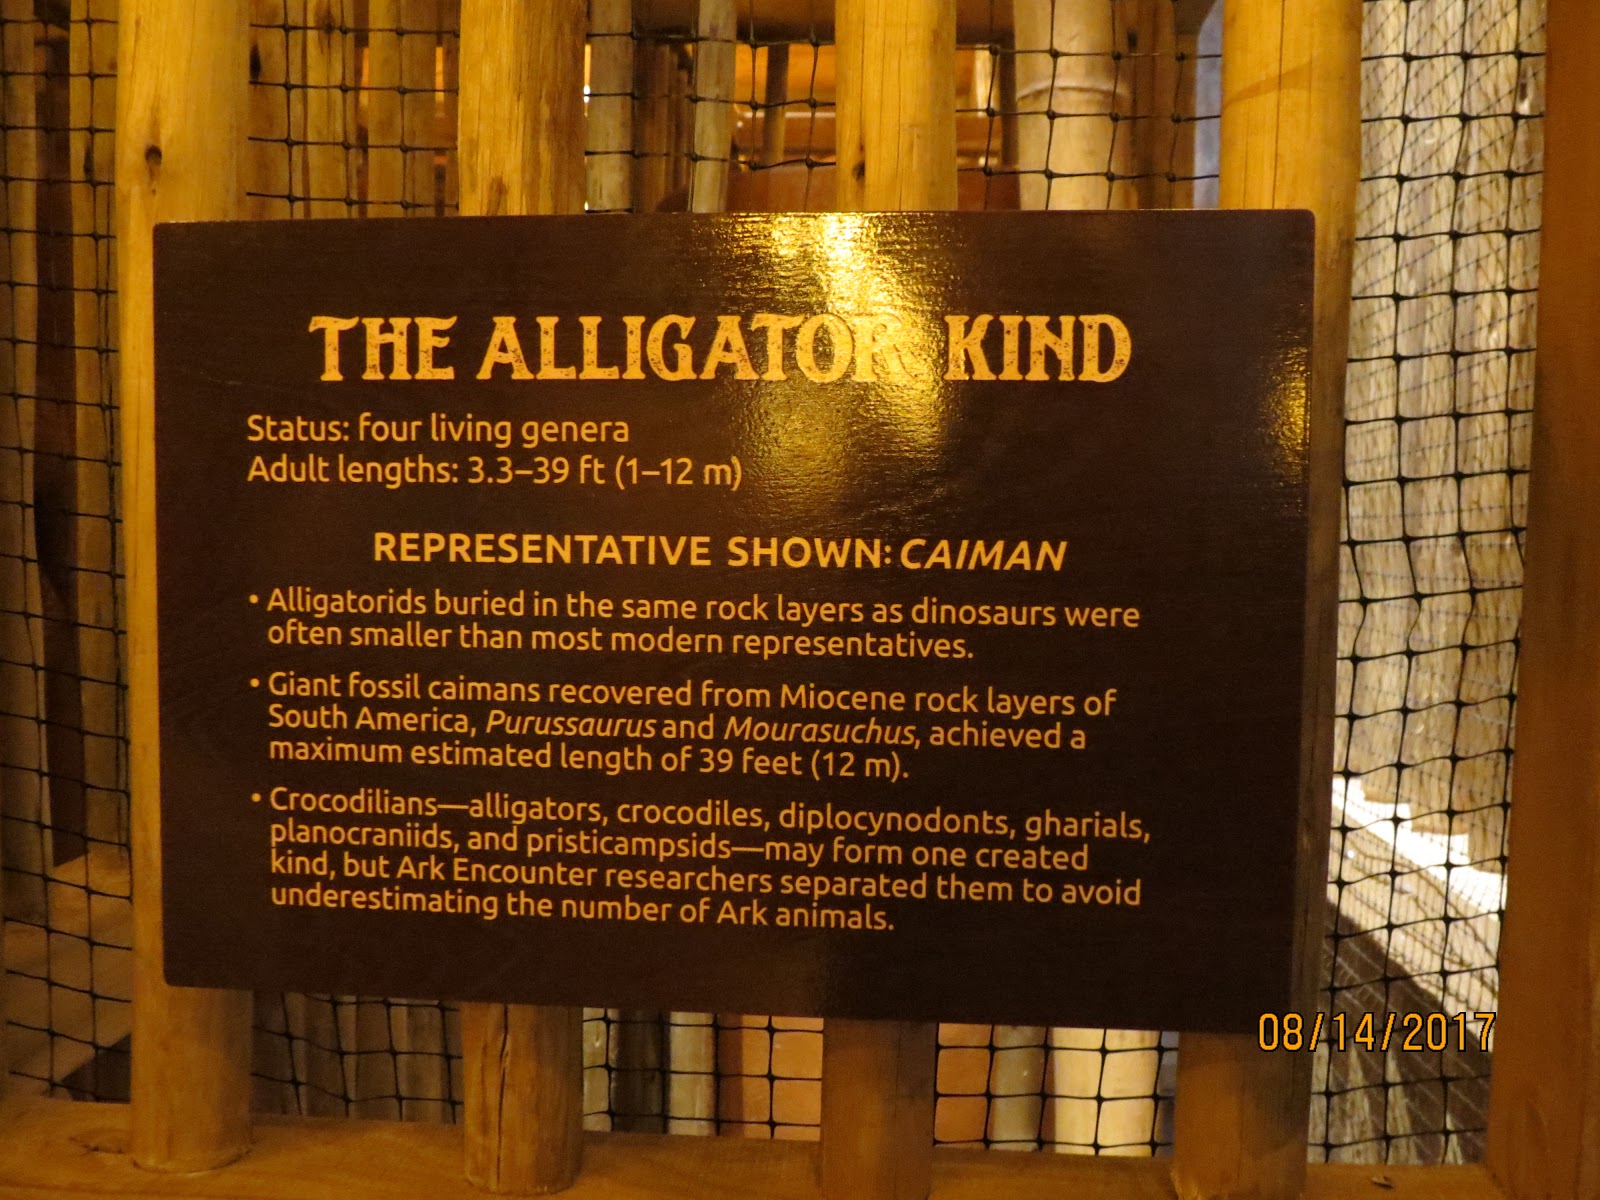 THE ALLIGATOR KIND
Status: four living genera
Adult lengths: 3.3–39 ft (1–12 m)
REPRESENTATIVE SHOWN: CAIMAN
• Alligatorids buried in the same rock layers as dinosaurs were
often smaller than most modern representatives.
• Giant fossil caimans recovered from Miocene rock layers of
South America, Purussaurus and Mourasuchus, achieved a
maximum estimated length of 39 feet (12 m).
• Crocodilians—alligators, crocodiles, diplocynodonts, gharials,
planocraniids, and pristicampsids—may form one created
kind, but Ark Encounter researchers separated them to avoid
underestimating the number of Ark animals.
08/14/2017